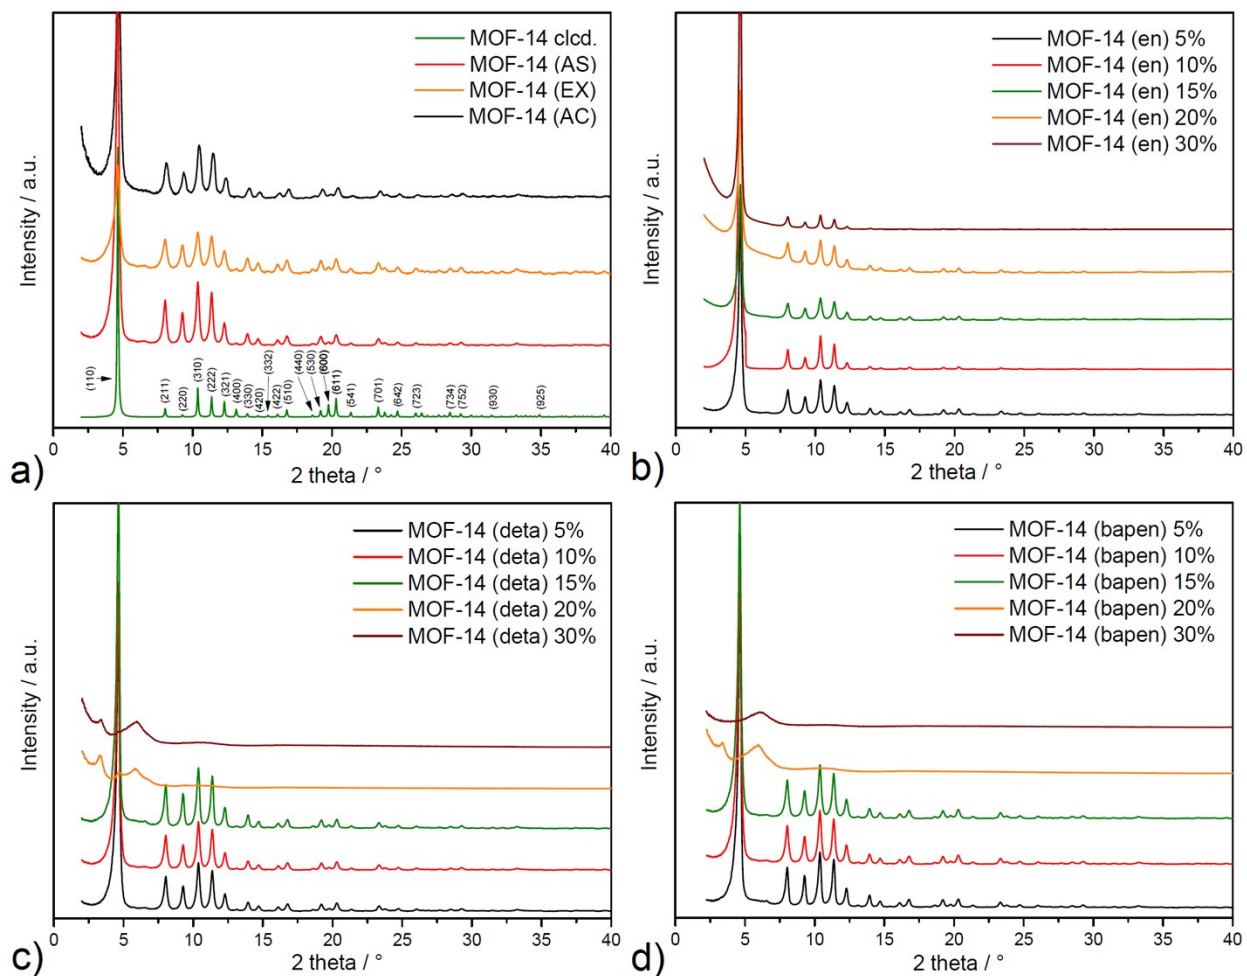 MOF-14 clcd.
MOF-14 (AS)
MOF-14 (EX)
MOF-14 (AC)
Intensity / a.u.
(110)
(211)
(220)
(310)
(222)
(321)
(400)
(330)
(420)
(332)
(422)
(510)
(440)
(530)
(600)
(611)
(541)
(701)
(642)
(723)
(734)
(752)
(930)
(925)
0 5 10 15 20 25 30 35 40
2 theta / °
a)
MOF-14 (en) 5%
MOF-14 (en) 10%
MOF-14 (en) 15%
MOF-14 (en) 20%
MOF-14 (en) 30%
Intensity / a.u.
0 5 10 15 20 25 30 35 40
2 theta / °
b)
MOF-14 (deta) 5%
MOF-14 (deta) 10%
MOF-14 (deta) 15%
MOF-14 (deta) 20%
MOF-14 (deta) 30%
Intensity / a.u.
0 5 10 15 20 25 30 35 40
2 theta / °
c)
MOF-14 (bapen) 5%
MOF-14 (bapen) 10%
MOF-14 (bapen) 15%
MOF-14 (bapen) 20%
MOF-14 (bapen) 30%
Intensity / a.u.
0 5 10 15 20 25 30 35 40
2 theta / °
d)